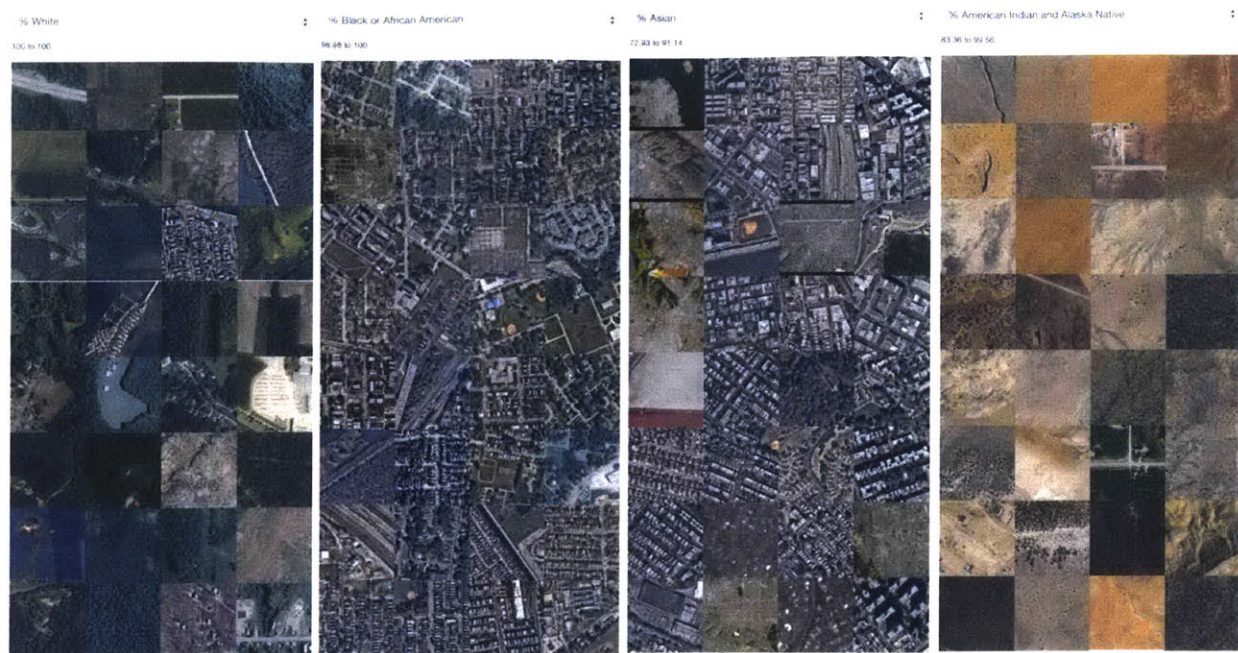 % White
100 to 100
% Black or African American
98.98 to 100
% Asian
72.93 to 91.14
% American Indian and Alaska Native
83.36 to 99.56